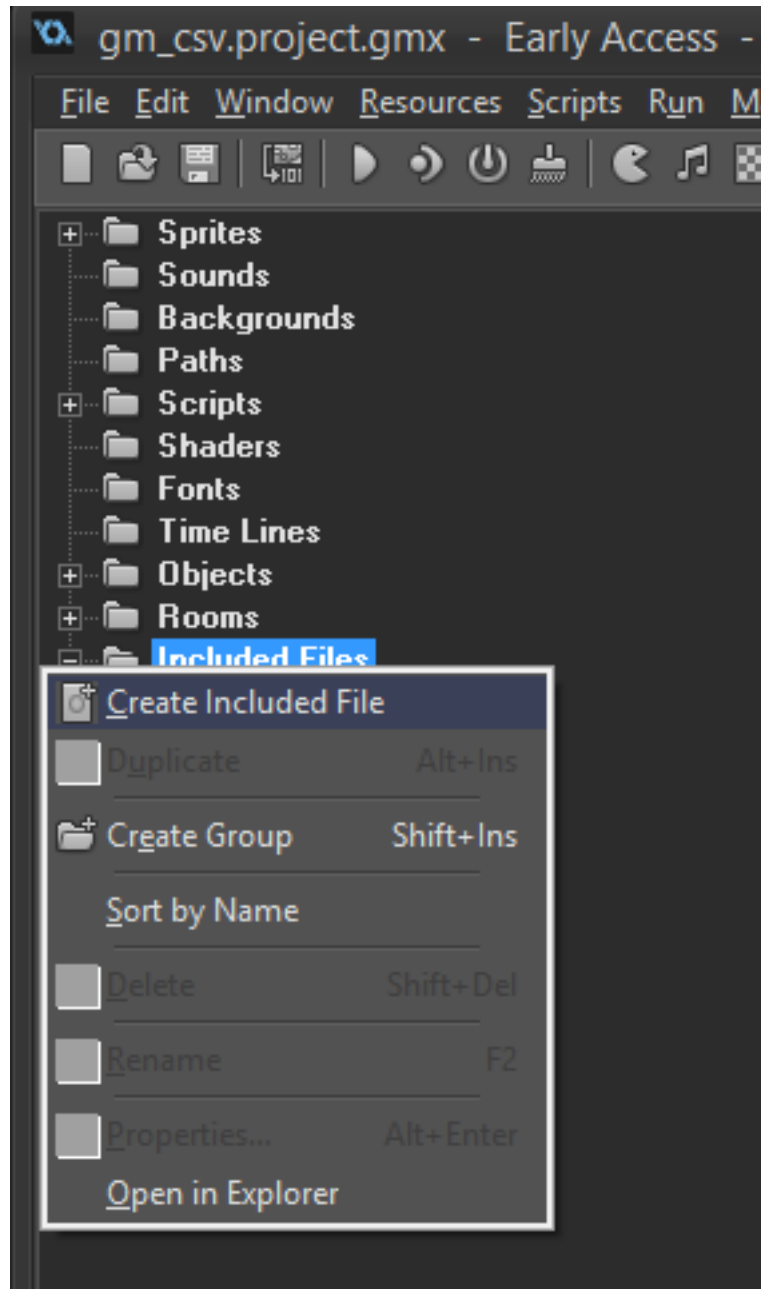 gm_csv.project.gmx - Early Access -
File Edit Window Resources Scripts Run M
Sprites
Sounds
Backgrounds
Paths
Scripts
Shaders
Fonts
Time Lines
Objects
Rooms
Included Files
Create Included File
Duplicate Alt+Ins
Create Group Shift+Ins
Sort by Name
Delete Shift+Del
Rename F2
Properties... Alt+Enter
Open in Explorer